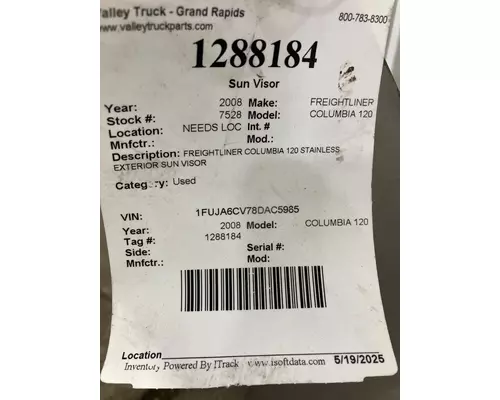 Valley Truck - Grand Rapids 800-783-8300
www.valleytruckparts.com
1288184
Sun Visor
Year: 2008 Make: FREIGHTLINER
Stock #: 7528 Model: COLUMBIA 120
Location: NEEDS LOC Int. #
Mnfctr.: Mod.:
Description: FREIGHTLINER COLUMBIA 120 STAINLESS
EXTERIOR SUN VISOR
Category: Used
VIN: 1FUJA6CV78DAC5985
Year: 2008 Model: COLUMBIA 120
Tag #: 1288184
Side: Serial #:
Mnfctr.: Mod:
Location
Inventory Powered By ITrack www.isoftdata.com 5/19/2025